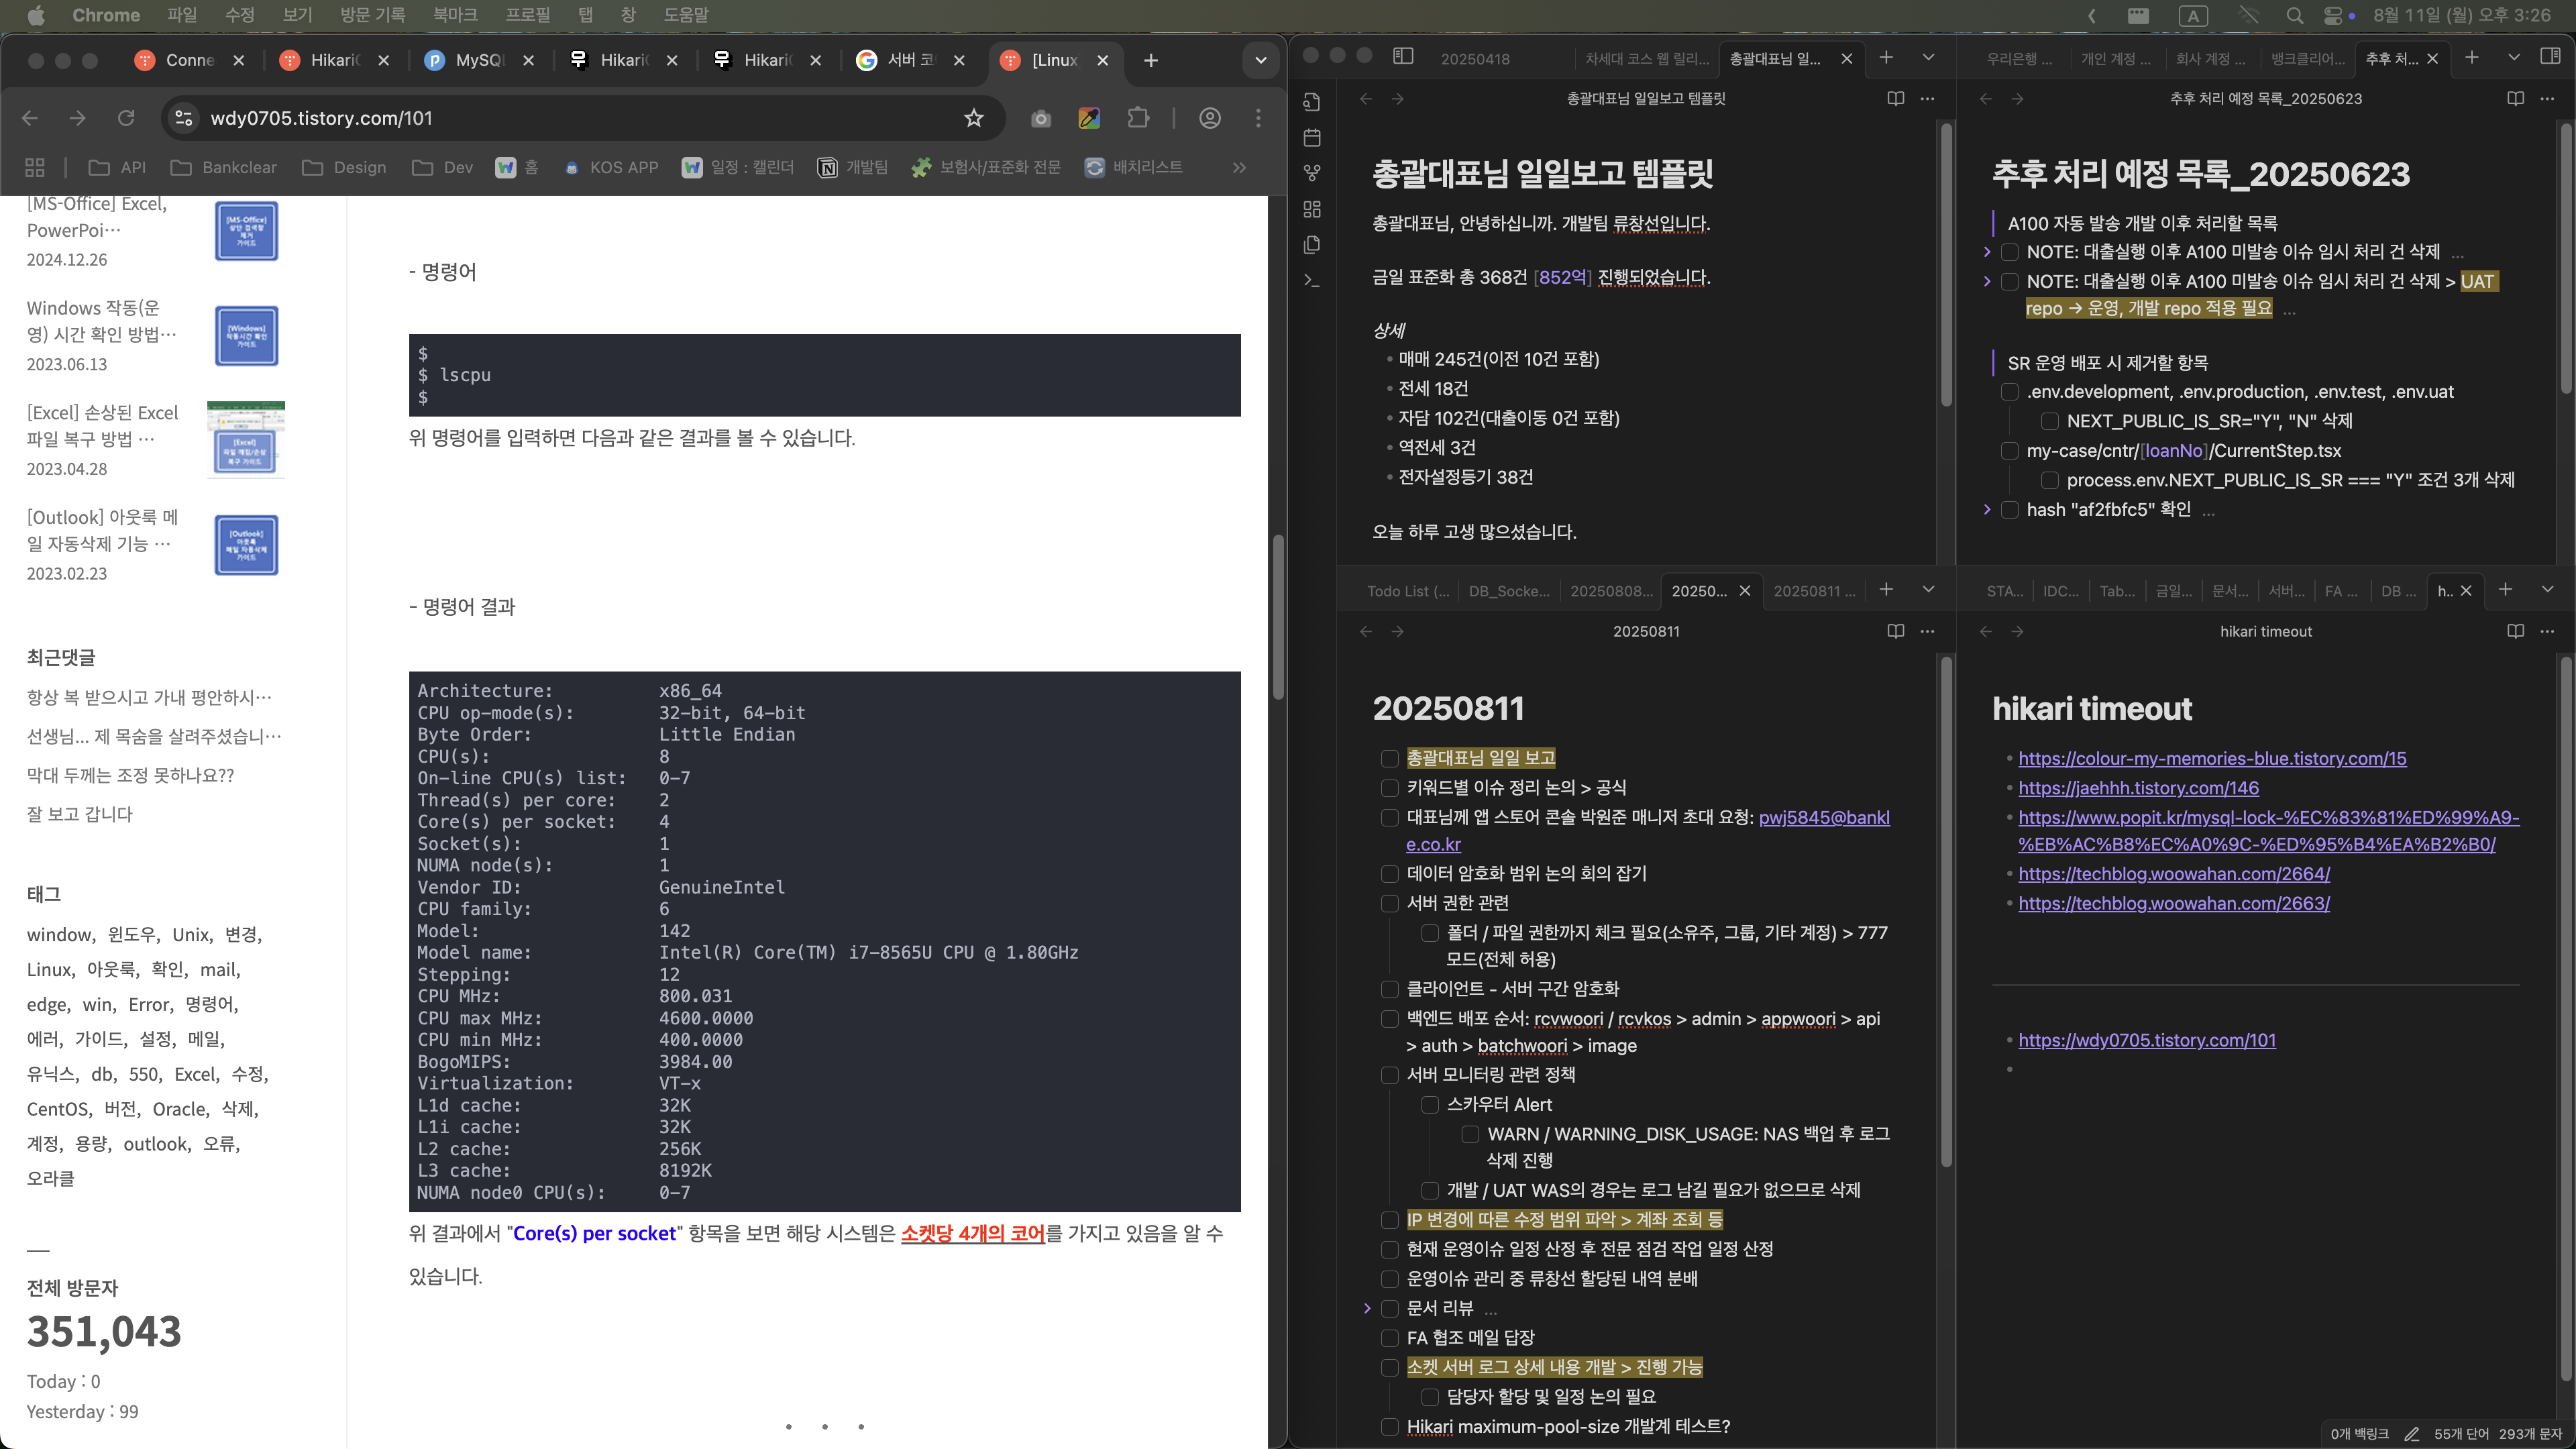 Chrome 파일 수정 보기 방문 기록 북마크 프로필 탭 창 도움말
A 8월 11일 (월) 오후 3:26
Conne HikariC MySQL HikariC HikariC 서버 코 [Linux
wdy0705.tistory.com/101
API Bankclear Design Dev 홈 KOS APP 일정 : 캘린더 개발팀 보험사/표준화 전문 배치리스트
[MS-Office] Excel,
PowerPoi…
2024.12.26
[MS-Office]
상단 검색창
제거
가이드
Windows 작동(운
영) 시간 확인 방법…
2023.06.13
[Windows]
작동시간 확인
가이드
[Excel] 손상된 Excel
파일 복구 방법 …
2023.04.28
[Excel]
파일 깨짐/손상
복구 가이드
[Outlook] 아웃룩 메
일 자동삭제 기능 …
2023.02.23
[Outlook]
아웃룩
메일 자동삭제
가이드
최근댓글
항상 복 받으시고 가내 평안하시…
선생님... 제 목숨을 살려주셨습니…
막대 두께는 조정 못하나요??
잘 보고 갑니다
태그
window, 윈도우, Unix, 변경,
Linux, 아웃룩, 확인, mail,
edge, win, Error, 명령어,
에러, 가이드, 설정, 메일,
유닉스, db, 550, Excel, 수정,
CentOS, 버전, Oracle, 삭제,
계정, 용량, outlook, 오류,
오라클
전체 방문자
351,043
Today : 0
Yesterday : 99
- 명령어
$
$ lscpu
$
위 명령어를 입력하면 다음과 같은 결과를 볼 수 있습니다.
- 명령어 결과
Architecture: x86_64
CPU op-mode(s): 32-bit, 64-bit
Byte Order: Little Endian
CPU(s): 8
On-line CPU(s) list: 0-7
Thread(s) per core: 2
Core(s) per socket: 4
Socket(s): 1
NUMA node(s): 1
Vendor ID: GenuineIntel
CPU family: 6
Model: 142
Model name: Intel(R) Core(TM) i7-8565U CPU @ 1.80GHz
Stepping: 12
CPU MHz: 800.031
CPU max MHz: 4600.0000
CPU min MHz: 400.0000
BogoMIPS: 3984.00
Virtualization: VT-x
L1d cache: 32K
L1i cache: 32K
L2 cache: 256K
L3 cache: 8192K
NUMA node0 CPU(s): 0-7
위 결과에서 "Core(s) per socket" 항목을 보면 해당 시스템은 소켓당 4개의 코어를 가지고 있음을 알 수
있습니다.
20250418 차세대 코스 웹 릴리... 총괄대표님 일...
총괄대표님 일일보고 템플릿
총괄대표님 일일보고 템플릿
총괄대표님, 안녕하십니까. 개발팀 류창선입니다.
금일 표준화 총 368건 [852억] 진행되었습니다.
상세
• 매매 245건(이전 10건 포함)
• 전세 18건
• 자담 102건(대출이동 0건 포함)
• 역전세 3건
• 전자설정등기 38건
오늘 하루 고생 많으셨습니다.
우리은행 ... 개인 계정 ... 회사 계정 ... 뱅크클리어... 추후 처...
추후 처리 예정 목록_20250623
추후 처리 예정 목록_20250623
A100 자동 발송 개발 이후 처리할 목록
NOTE: 대출실행 이후 A100 미발송 이슈 임시 처리 건 삭제 ...
NOTE: 대출실행 이후 A100 미발송 이슈 임시 처리 건 삭제 > UAT
repo → 운영, 개발 repo 적용 필요 ...
SR 운영 배포 시 제거할 항목
.env.development, .env.production, .env.test, .env.uat
NEXT_PUBLIC_IS_SR="Y", "N" 삭제
my-case/cntr/[loanNo]/CurrentStep.tsx
process.env.NEXT_PUBLIC_IS_SR === "Y" 조건 3개 삭제
hash "af2fbfc5" 확인 ...
Todo List (... DB_Socke... 20250808... 20250... 20250811 ...
20250811
20250811
총괄대표님 일일 보고
키워드별 이슈 정리 논의 > 공식
대표님께 앱 스토어 콘솔 박원준 매니저 초대 요청: pwj5845@bankl
e.co.kr
데이터 암호화 범위 논의 회의 잡기
서버 권한 관련
폴더 / 파일 권한까지 체크 필요(소유주, 그룹, 기타 계정) > 777
모드(전체 허용)
클라이언트 - 서버 구간 암호화
백엔드 배포 순서: rcvwoori / rcvkos > admin > appwoori > api
> auth > batchwoori > image
서버 모니터링 관련 정책
스카우터 Alert
WARN / WARNING_DISK_USAGE: NAS 백업 후 로그
삭제 진행
개발 / UAT WAS의 경우는 로그 남길 필요가 없으므로 삭제
IP 변경에 따른 수정 범위 파악 > 계좌 조회 등
현재 운영이슈 일정 산정 후 전문 점검 작업 일정 산정
운영이슈 관리 중 류창선 할당된 내역 분배
문서 리뷰 ...
FA 협조 메일 답장
소켓 서버 로그 상세 내용 개발 > 진행 가능
담당자 할당 및 일정 논의 필요
Hikari maximum-pool-size 개발계 테스트?
STA... IDC... Tab... 금일... 문서... 서버... FA ... DB ... h..
hikari timeout
hikari timeout
• https://colour-my-memories-blue.tistory.com/15
• https://jaehhh.tistory.com/146
• https://www.popit.kr/mysql-lock-%EC%83%81%ED%99%A9-
%EB%AC%B8%EC%A0%9C-%ED%95%B4%EA%B2%B0/
• https://techblog.woowahan.com/2664/
• https://techblog.woowahan.com/2663/
• https://wdy0705.tistory.com/101
0개 백링크 55개 단어 293개 문자